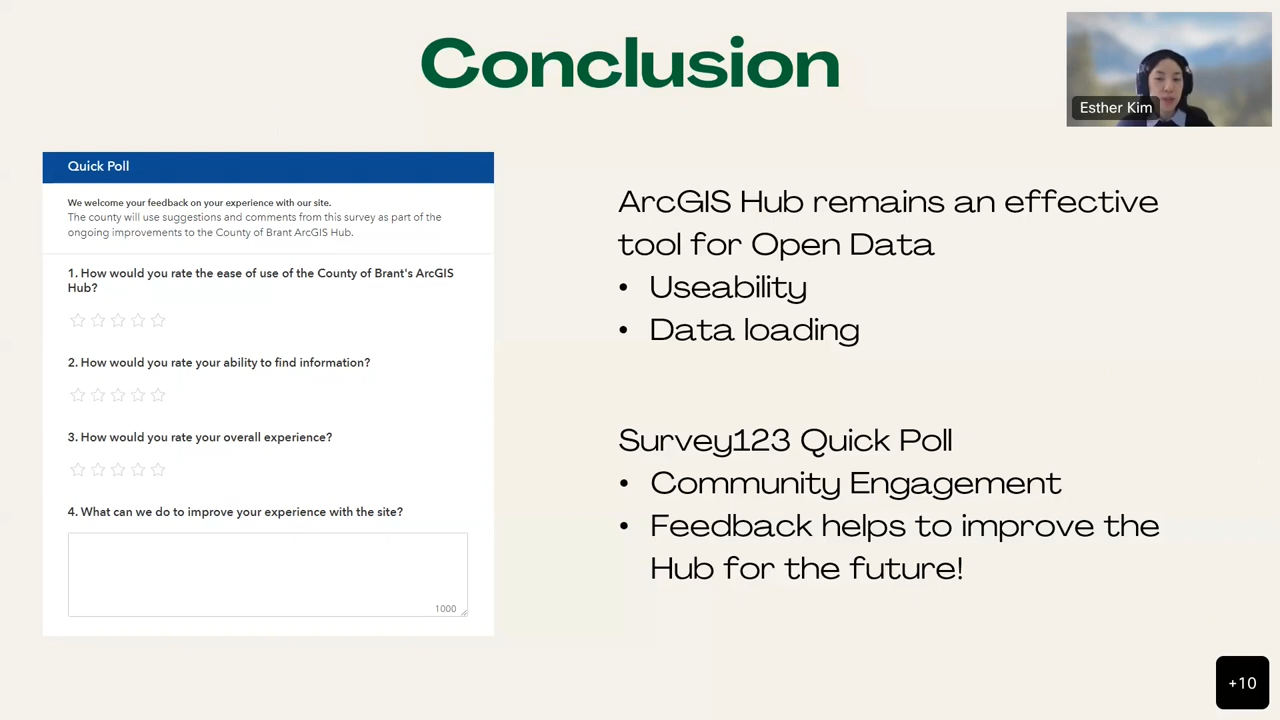 Conclusion
Esther Kim
Quick Poll
We welcome your feedback on your experience with our site.
The county will use suggestions and comments from this survey as part of the
ongoing improvements to the County of Brant ArcGIS Hub.
1. How would you rate the ease of use of the County of Brant's ArcGIS
Hub?
2. How would you rate your ability to find information?
3. How would you rate your overall experience?
4. What can we do to improve your experience with the site?
1000
ArcGIS Hub remains an effective
tool for Open Data
• Useability
• Data loading
Survey123 Quick Poll
• Community Engagement
• Feedback helps to improve the
Hub for the future!
+10